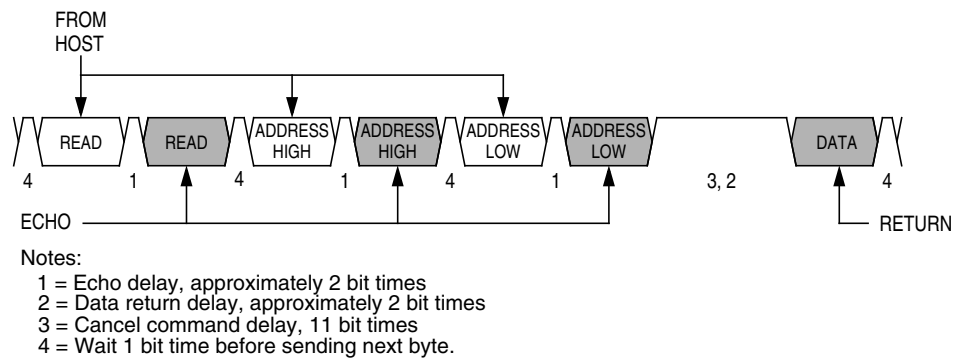 FROM
HOST
READ READ ADDRESS HIGH ADDRESS HIGH ADDRESS LOW ADDRESS LOW DATA
4 1 4 1 4 1 3, 2 4
ECHO RETURN
Notes:
1 = Echo delay, approximately 2 bit times
2 = Data return delay, approximately 2 bit times
3 = Cancel command delay, 11 bit times
4 = Wait 1 bit time before sending next byte.